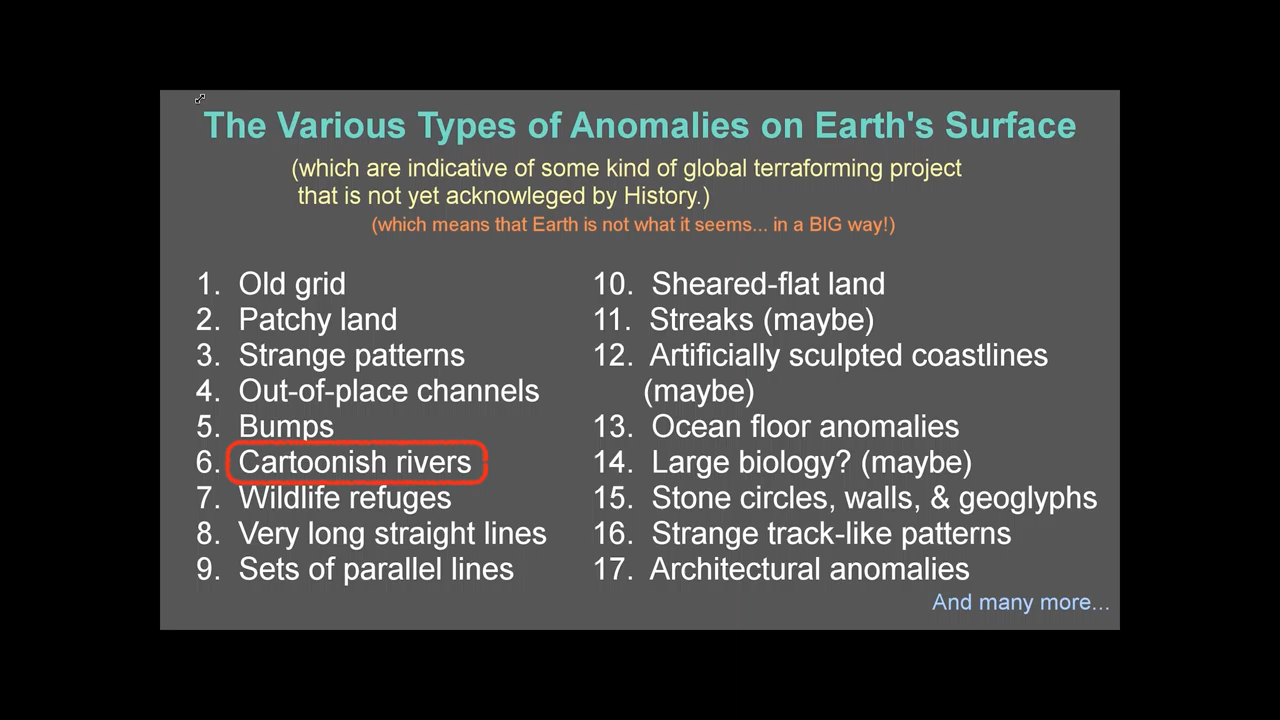 The Various Types of Anomalies on Earth's Surface
(which are indicative of some kind of global terraforming project
that is not yet acknowleged by History.)
(which means that Earth is not what it seems... in a BIG way!)
1. Old grid
2. Patchy land
3. Strange patterns
4. Out-of-place channels
5. Bumps
6. Cartoonish rivers
7. Wildlife refuges
8. Very long straight lines
9. Sets of parallel lines
10. Sheared-flat land
11. Streaks (maybe)
12. Artificially sculpted coastlines
(maybe)
13. Ocean floor anomalies
14. Large biology? (maybe)
15. Stone circles, walls, & geoglyphs
16. Strange track-like patterns
17. Architectural anomalies
And many more...